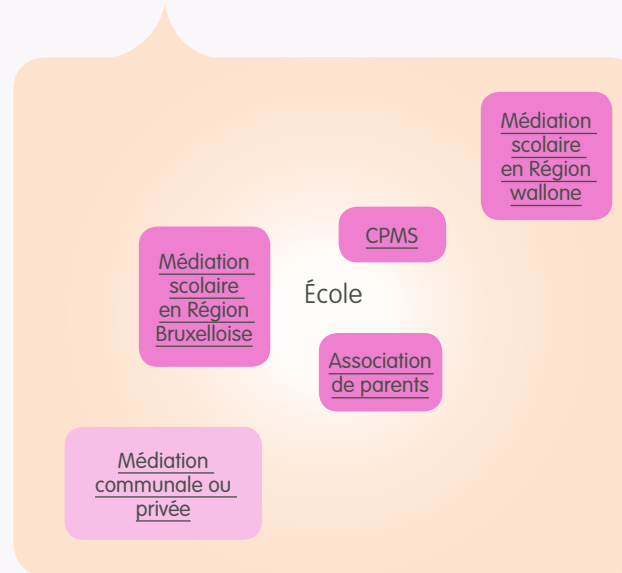 Médiation
scolaire
en Région
wallone
CPMS
Médiation
scolaire
en Région
Bruxelloise
École
Association
de parents
Médiation
communale ou
privée